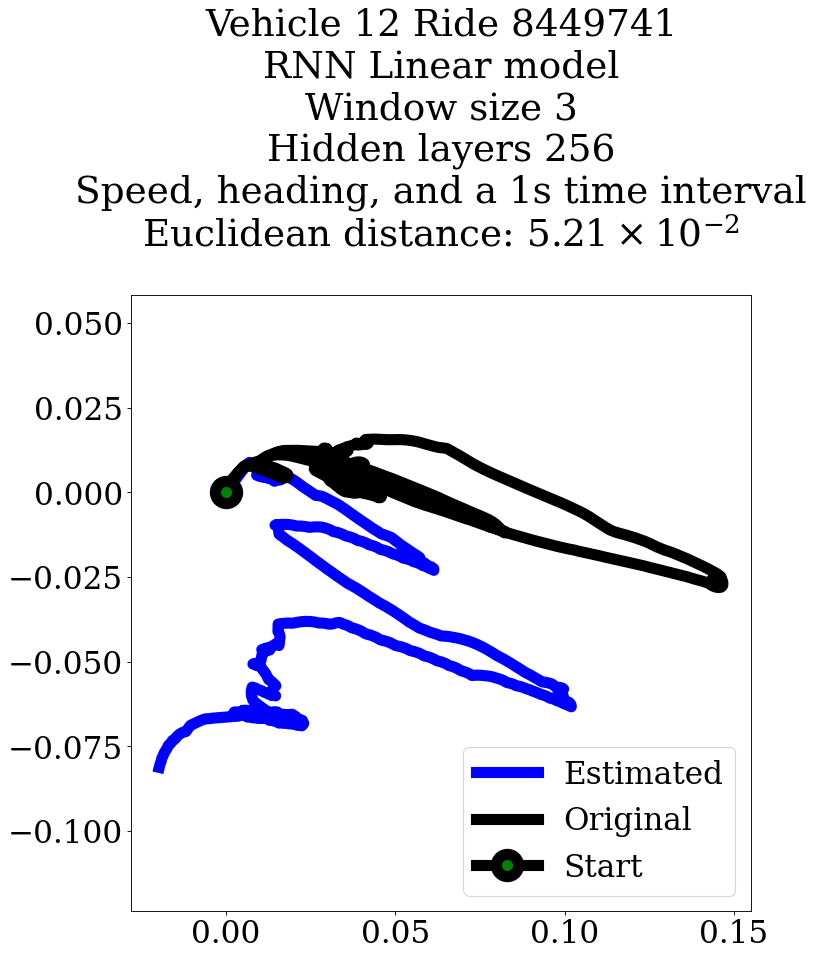 Vehicle 12 Ride 8449741
RNN Linear model
Window size 3
Hidden layers 256
Speed, heading, and a 1s time interval
Euclidean distance: 5.21 × 10⁻²
0.050
0.025
0.000
−0.025
−0.050
−0.075
−0.100
Estimated
Original
Start
0.00 0.05 0.10 0.15